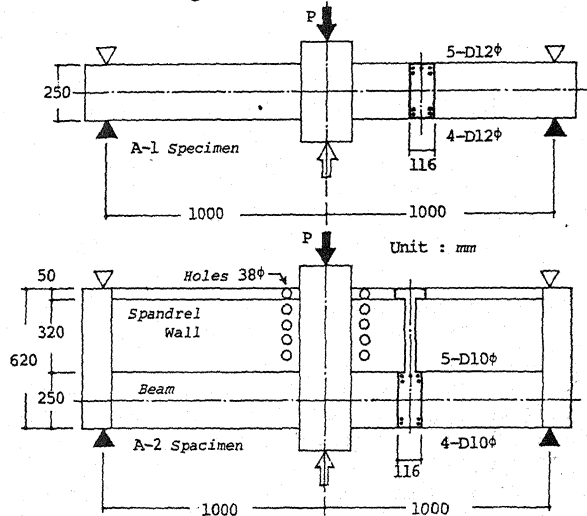 P
5-D12φ
250
A-1 Specimen
4-D12φ
116
1000
1000
P
Unit : mm
50
Holes 38φ
Spandrel
Wall
320
620
5-D10φ
250
Beam
A-2 Spacimen
4-D10φ
116
1000
1000